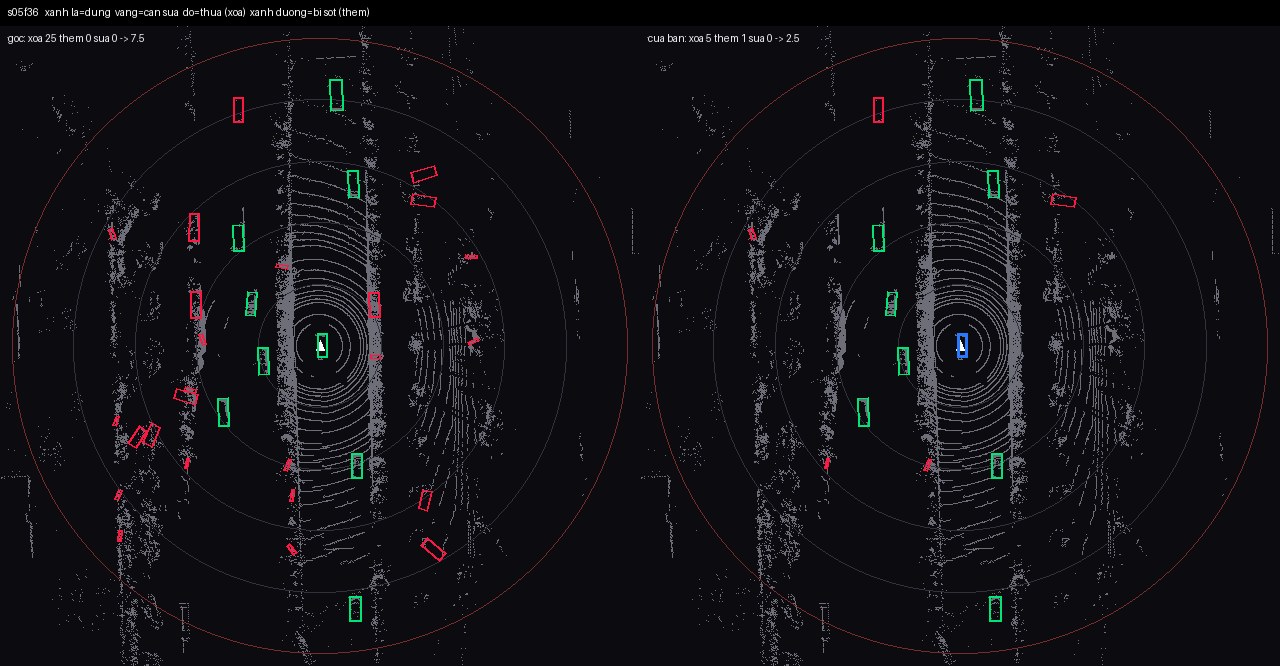 s05f36 xanh la=dung vang=can sua do=thua (xoa) xanh duong=bi sot (them)
goc: xoa 25 them 0 sua 0 -> 7.5
cua ban: xoa 5 them 1 sua 0 -> 2.5